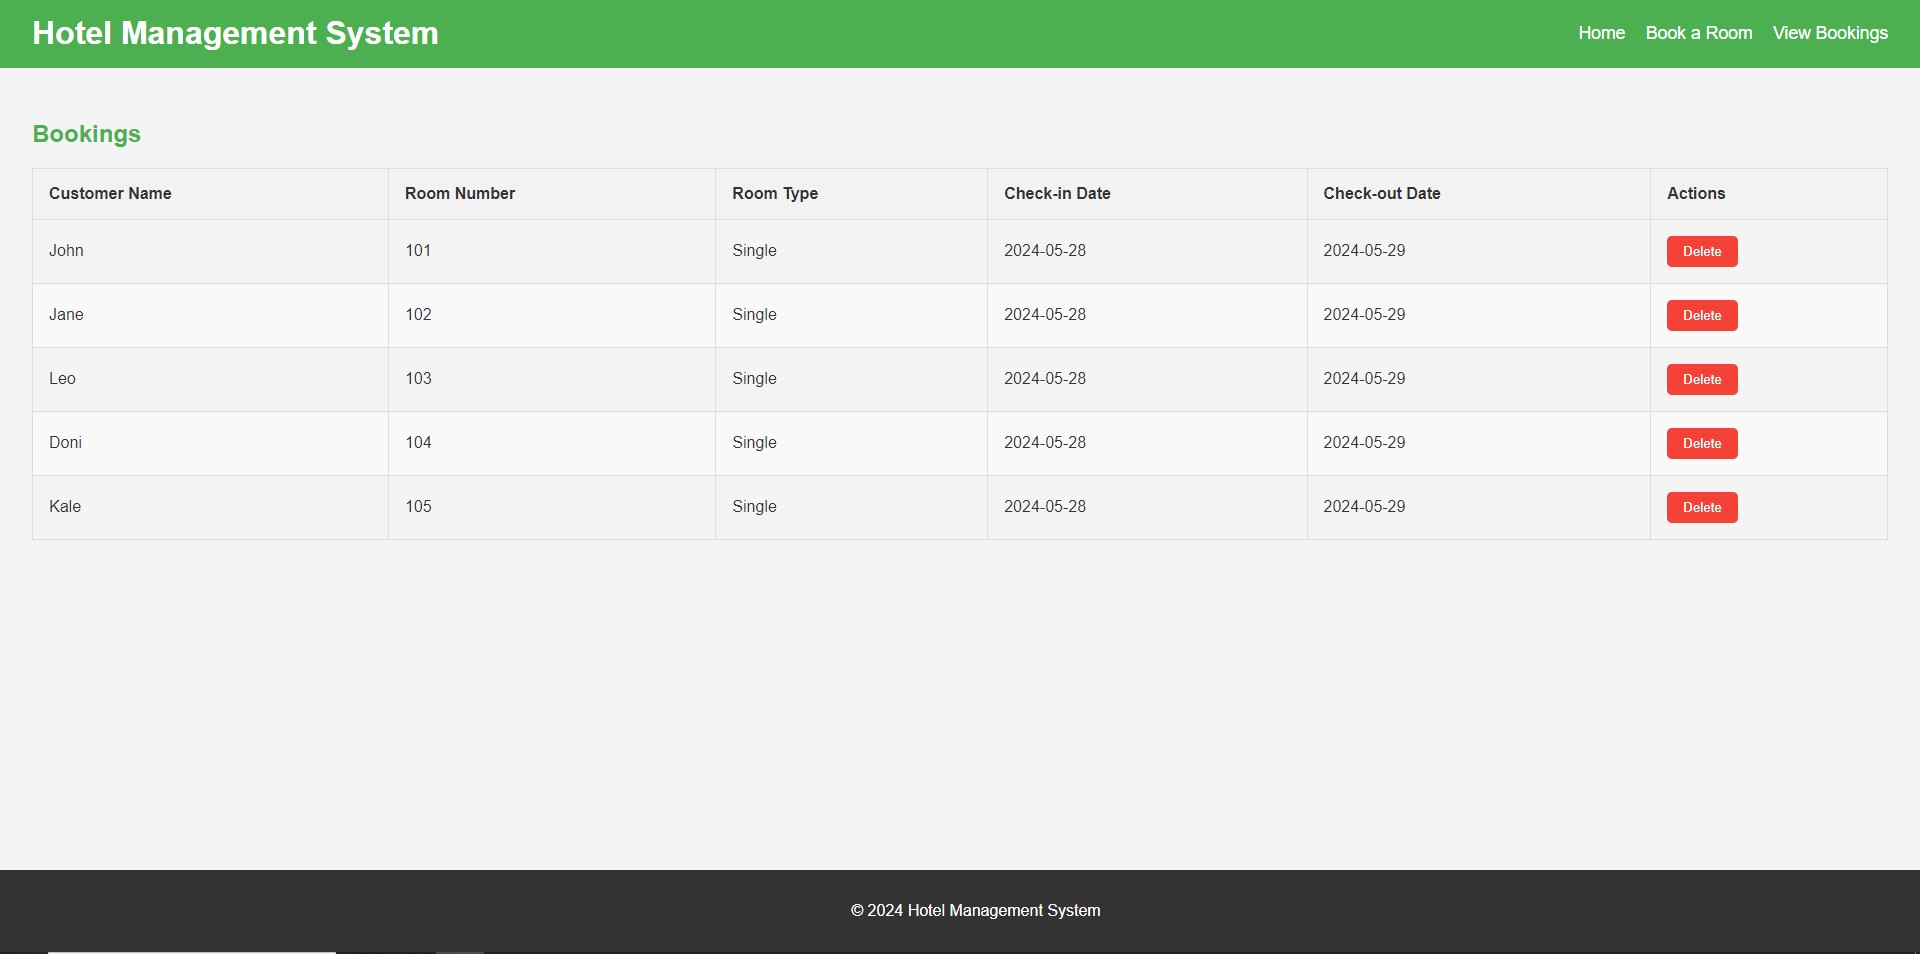 Hotel Management System Home Book a Room View Bookings
Bookings
Customer Name Room Number Room Type Check-in Date Check-out Date Actions
John 101 Single 2024-05-28 2024-05-29 Delete
Jane 102 Single 2024-05-28 2024-05-29 Delete
Leo 103 Single 2024-05-28 2024-05-29 Delete
Doni 104 Single 2024-05-28 2024-05-29 Delete
Kale 105 Single 2024-05-28 2024-05-29 Delete
© 2024 Hotel Management System